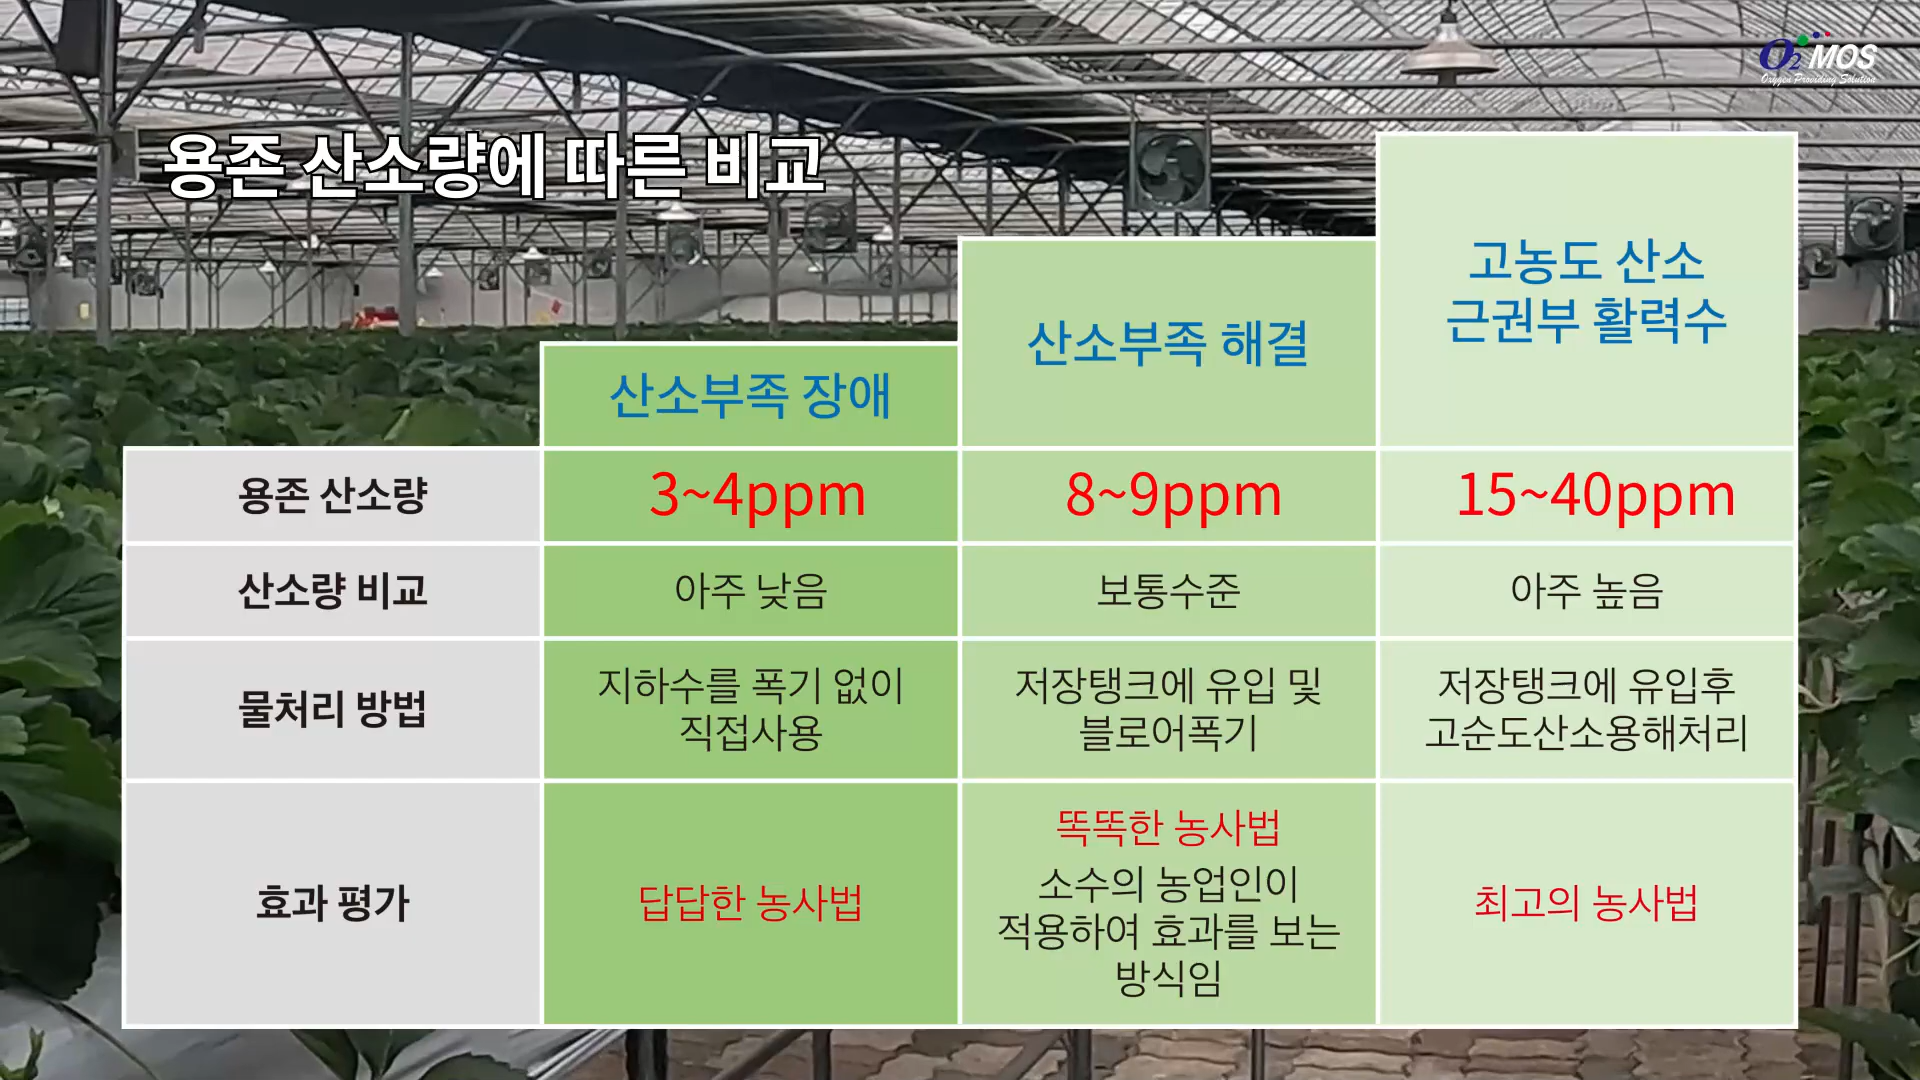 O2 MOS
Oxygen Providing Solution
용존 산소량에 따른 비교
산소부족 장애
산소부족 해결
고농도 산소
근권부 활력수
용존 산소량
3~4ppm
8~9ppm
15~40ppm
산소량 비교
아주 낮음
보통수준
아주 높음
물처리 방법
지하수를 폭기 없이
직접사용
저장탱크에 유입 및
블로어폭기
저장탱크에 유입후
고순도산소용해처리
효과 평가
답답한 농사법
똑똑한 농사법
소수의 농업인이
적용하여 효과를 보는
방식임
최고의 농사법